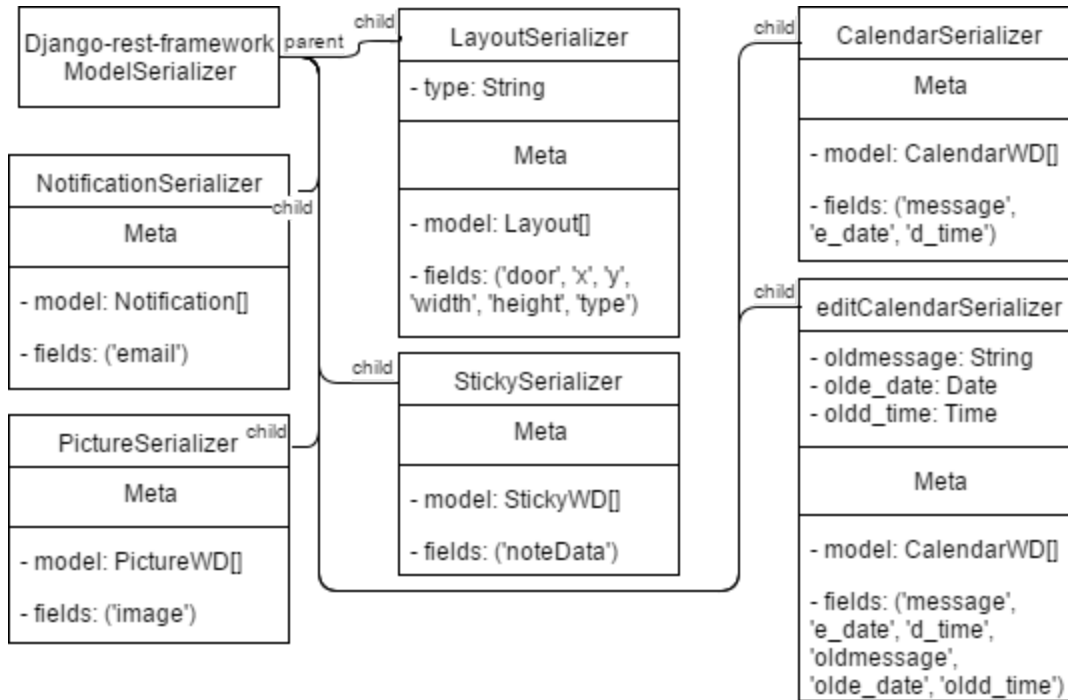 Django-rest-framework
ModelSerializer
parent
child
LayoutSerializer
- type: String
Meta
- model: Layout[]
- fields: ('door', 'x', 'y',
'width', 'height', 'type')
child
CalendarSerializer
Meta
- model: CalendarWD[]
- fields: ('message',
'e_date', 'd_time')
NotificationSerializer
child
Meta
- model: Notification[]
- fields: ('email')
child
StickySerializer
Meta
- model: StickyWD[]
- fields: ('noteData')
child
editCalendarSerializer
- oldmessage: String
- olde_date: Date
- oldd_time: Time
Meta
- model: CalendarWD[]
- fields: ('message',
'e_date', 'd_time',
'oldmessage',
'olde_date', 'oldd_time')
PictureSerializer
child
Meta
- model: PictureWD[]
- fields: ('image')